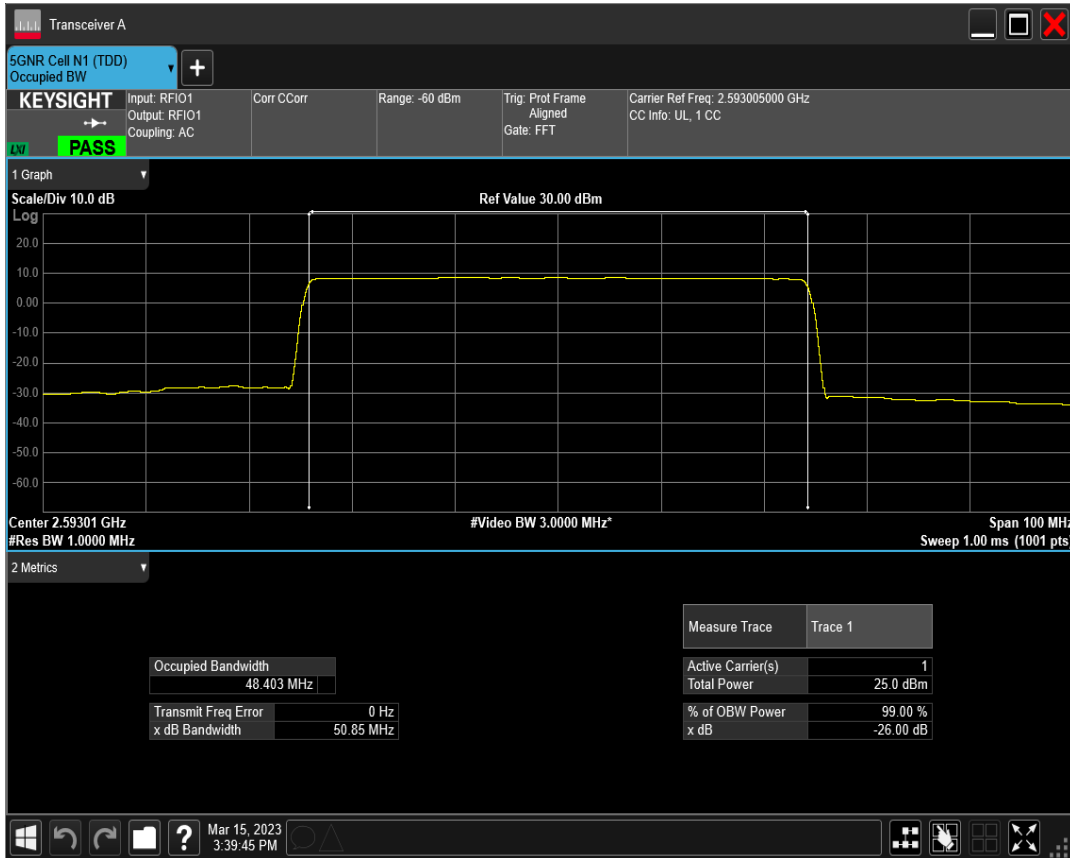 Transceiver A
5GNR Cell N1 (TDD)
Occupied BW
+
KEYSIGHT
LXI
PASS
Input: RFIO1
Output: RFIO1
Coupling: AC
Corr CCorr
Range: -60 dBm
Trig: Prot Frame
Aligned
Gate: FFT
Carrier Ref Freq: 2.593005000 GHz
CC Info: UL, 1 CC
1 Graph
Scale/Div 10.0 dB
Ref Value 30.00 dBm
Log
20.0
10.0
0.00
-10.0
-20.0
-30.0
-40.0
-50.0
-60.0
Center 2.59301 GHz
#Video BW 3.0000 MHz*
Span 100 MHz
#Res BW 1.0000 MHz
Sweep 1.00 ms (1001 pts)
2 Metrics
Measure Trace Trace 1
Occupied Bandwidth
48.403 MHz
Active Carrier(s) 1
Total Power 25.0 dBm
Transmit Freq Error 0 Hz
x dB Bandwidth 50.85 MHz
% of OBW Power 99.00 %
x dB -26.00 dB
?
Mar 15, 2023
3:39:45 PM